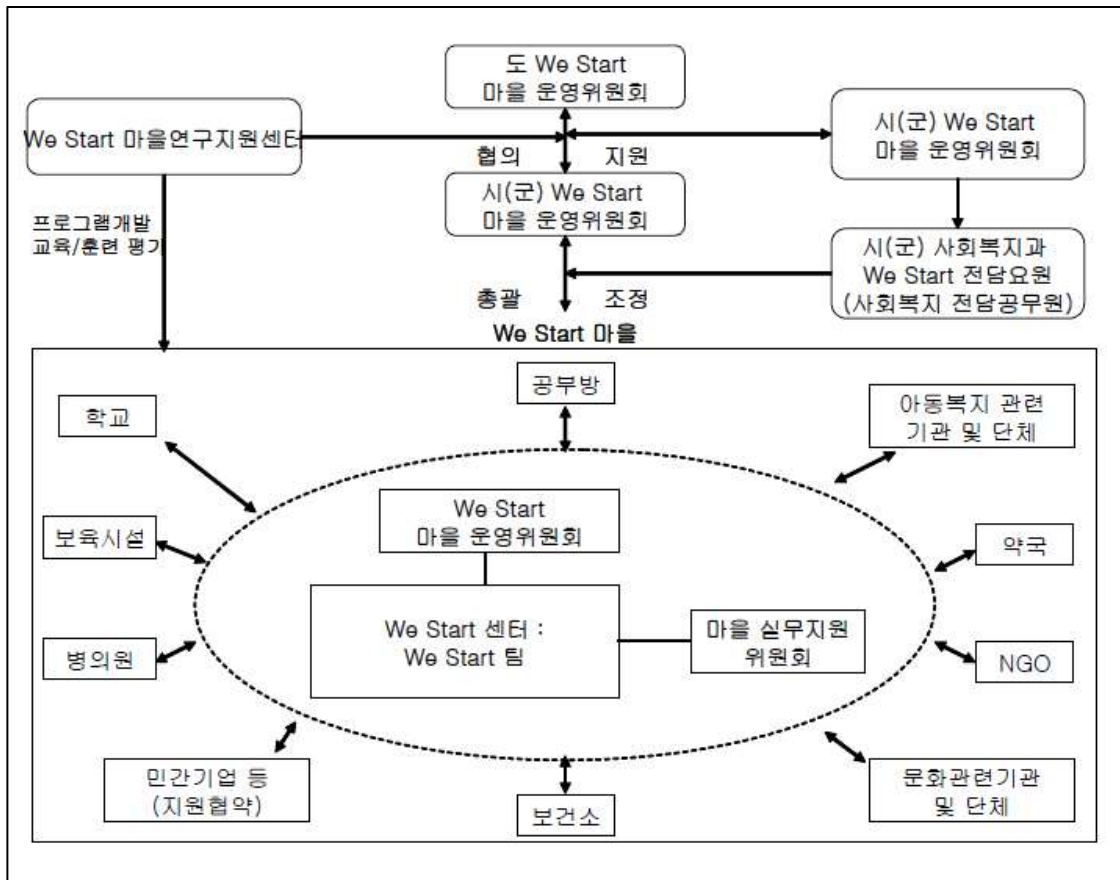 도 We Start
마을 운영위원회
We Start 마을연구지원센터
시(군) We Start
마을 운영위원회
협의 지원
시(군) We Start
마을 운영위원회
프로그램개발
교육/훈련 평가
시(군) 사회복지과
We Start 전담요원
(사회복지 전담공무원)
총괄 조정
We Start 마을
공부방
학교
아동복지 관련
기관 및 단체
We Start
마을 운영위원회
보육시설
약국
We Start 센터 :
We Start 팀
마을 실무지원
위원회
병의원
NGO
민간기업 등
(지원협약)
보건소
문화관련기관
및 단체